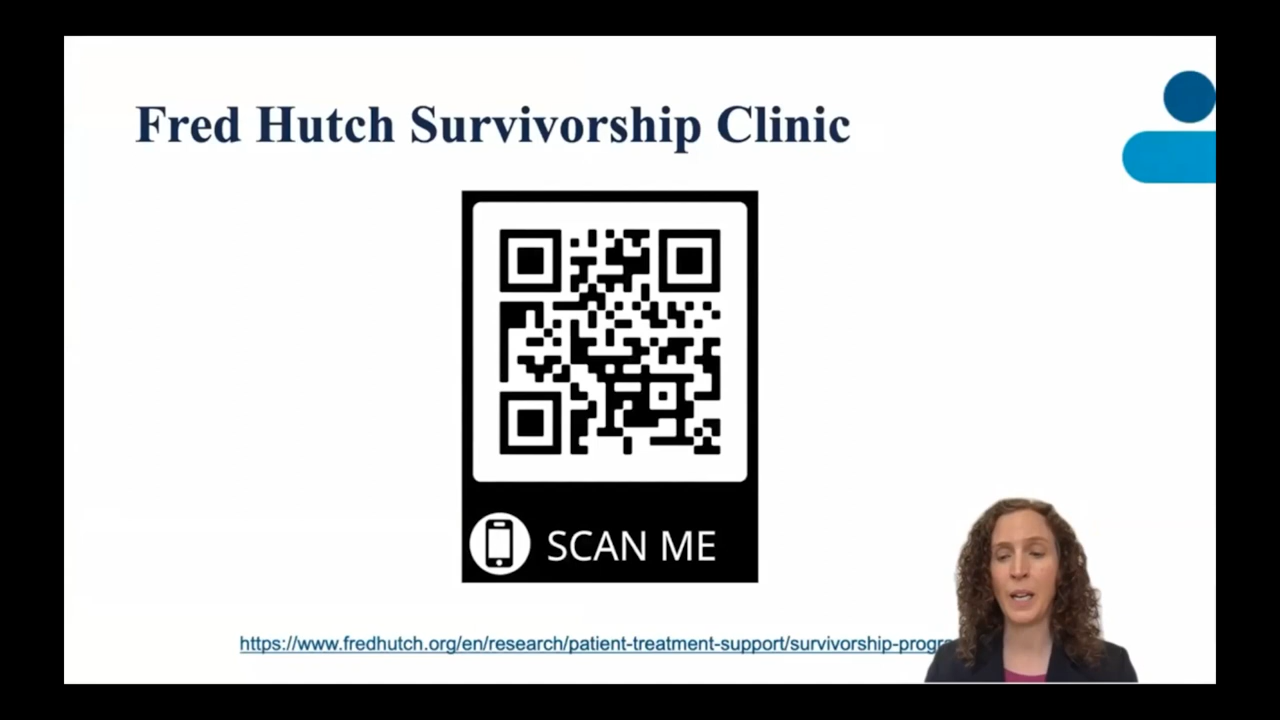 Fred Hutch Survivorship Clinic
SCAN ME
https://www.fredhutch.org/en/research/patient-treatment-support/survivorship-progr